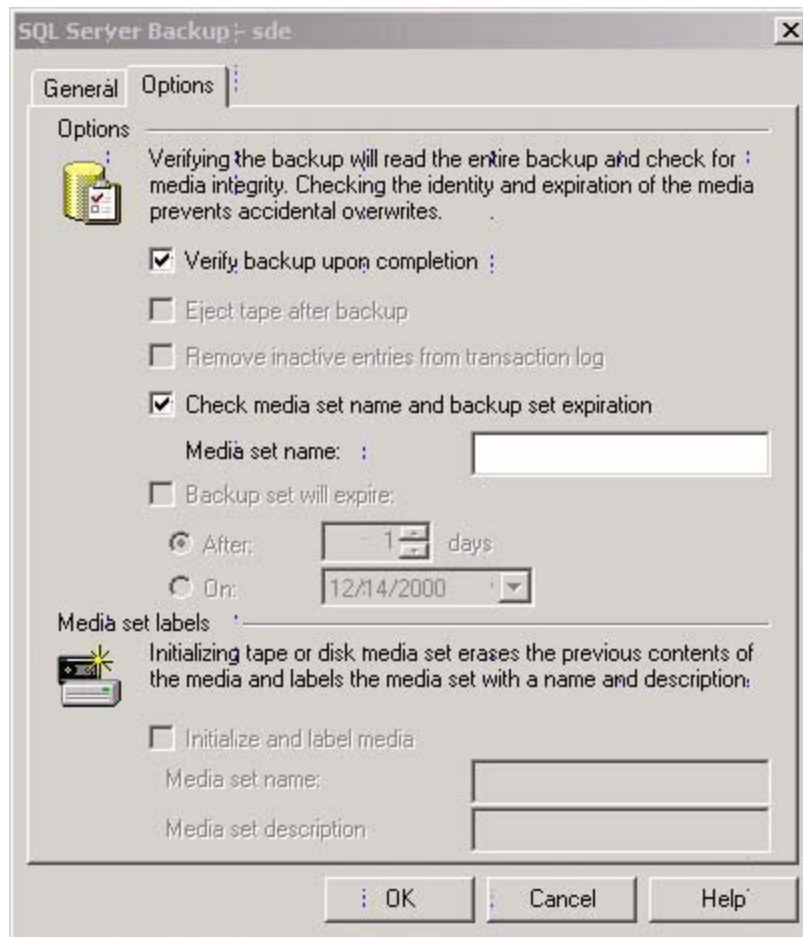 SQL Server Backup - sde
General
Options
Options
Verifying the backup will read the entire backup and check for
media integrity. Checking the identity and expiration of the media
prevents accidental overwrites.
Verify backup upon completion
Eject tape after backup
Remove inactive entries from transaction log
Check media set name and backup set expiration
Media set name:
Backup set will expire:
After: 1 days
On: 12/14/2000
Media set labels
Initializing tape or disk media set erases the previous contents of
the media and labels the media set with a name and description.
Initialize and label media
Media set name:
Media set description
OK Cancel Help